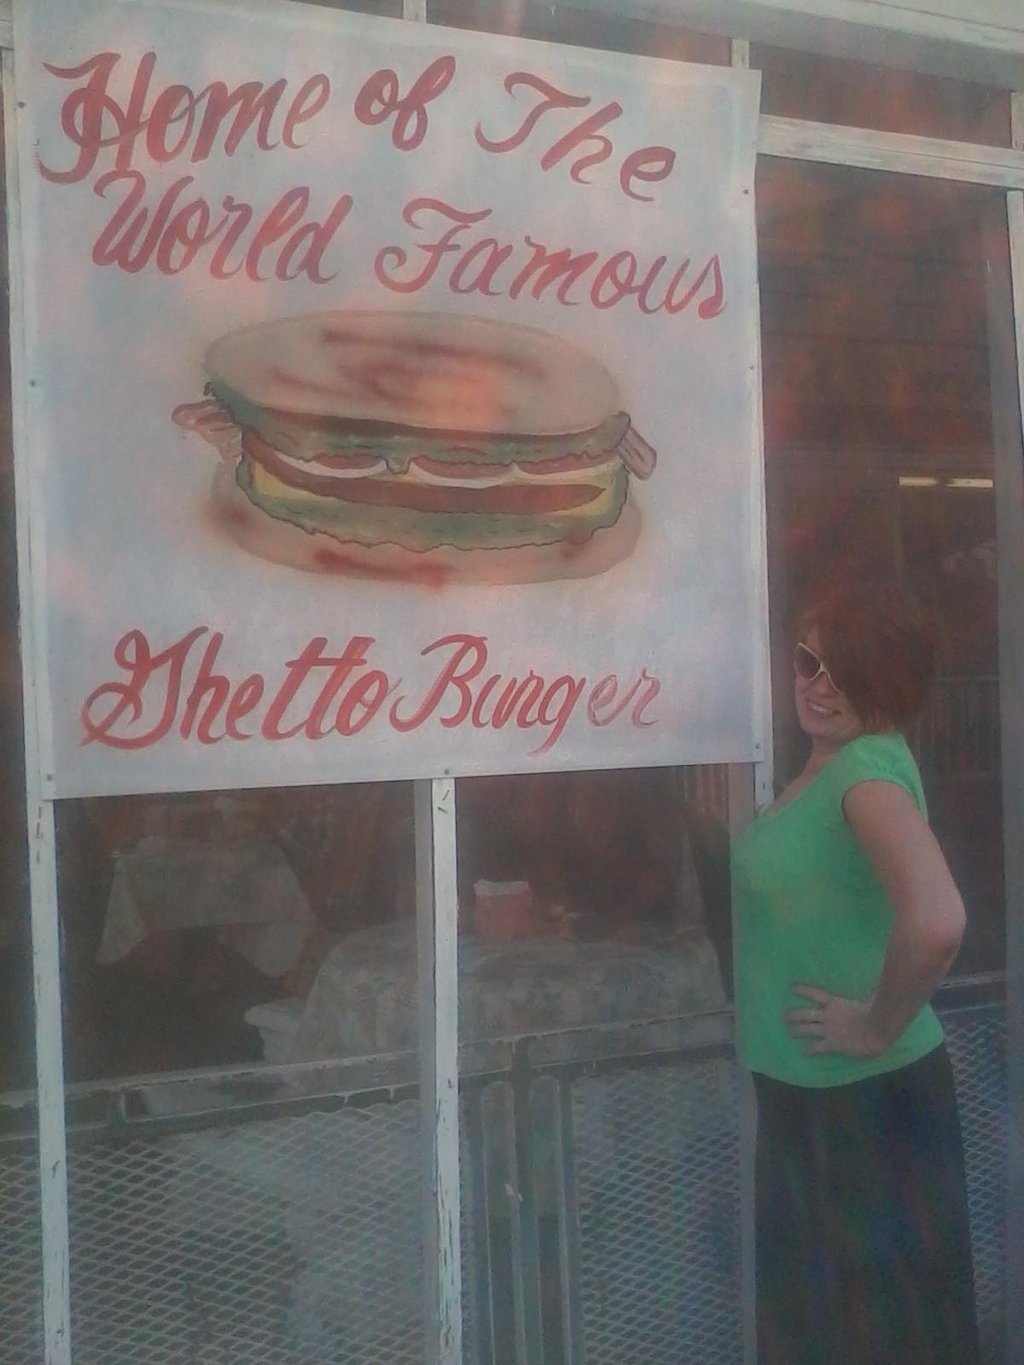 Home of The
World Famous
Ghetto Burger